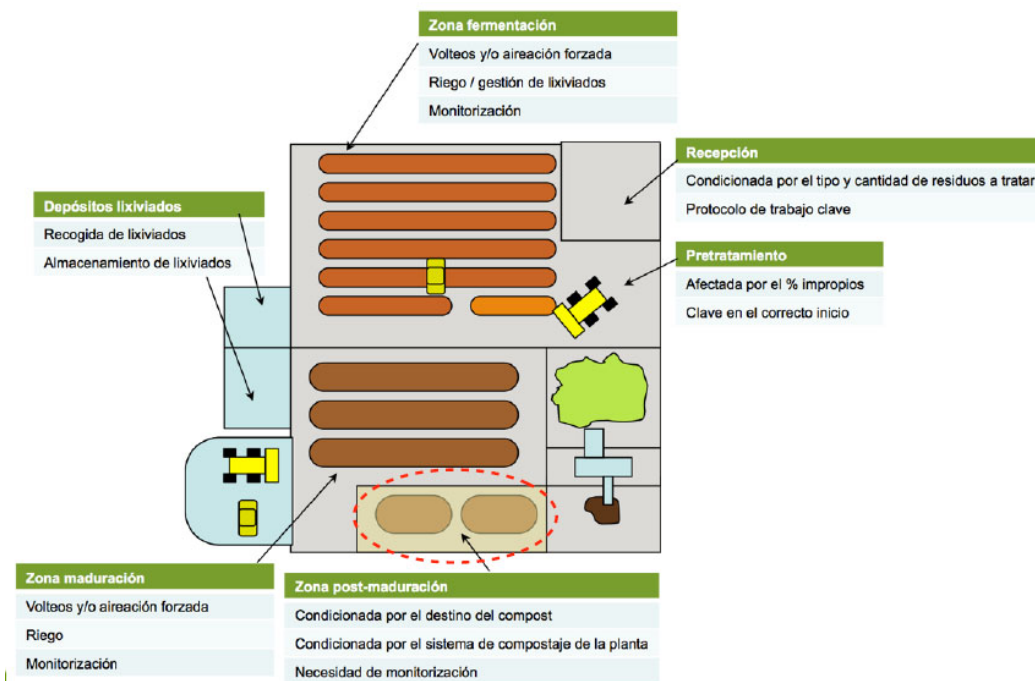 Zona fermentación
Volteos y/o aireación forzada
Riego / gestión de lixiviados
Monitorización
Recepción
Condicionada por el tipo y cantidad de residuos a tratar
Protocolo de trabajo clave
Depósitos lixiviados
Recogida de lixiviados
Almacenamiento de lixiviados
Pretratamiento
Afectada por el % impropios
Clave en el correcto inicio
Zona maduración
Volteos y/o aireación forzada
Riego
Monitorización
Zona post-maduración
Condicionada por el destino del compost
Condicionada por el sistema de compostaje de la planta
Necesidad de monitorización